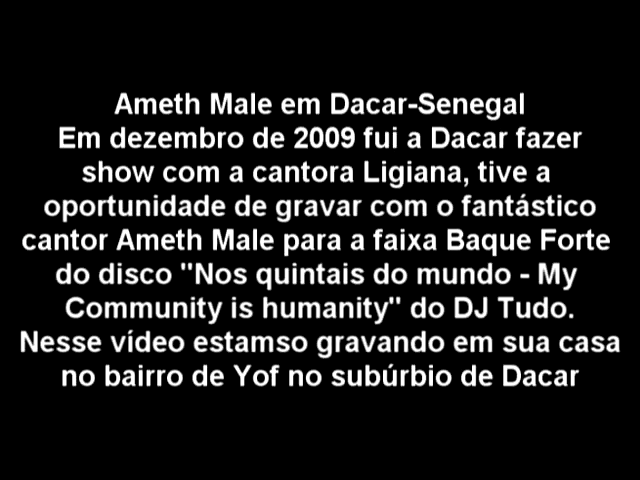 Ameth Male em Dacar-Senegal
Em dezembro de 2009 fui a Dacar fazer
show com a cantora Ligiana, tive a
oportunidade de gravar com o fantástico
cantor Ameth Male para a faixa Baque Forte
do disco "Nos quintais do mundo - My
Community is humanity" do DJ Tudo.
Nesse vídeo estamso gravando em sua casa
no bairro de Yof no subúrbio de Dacar